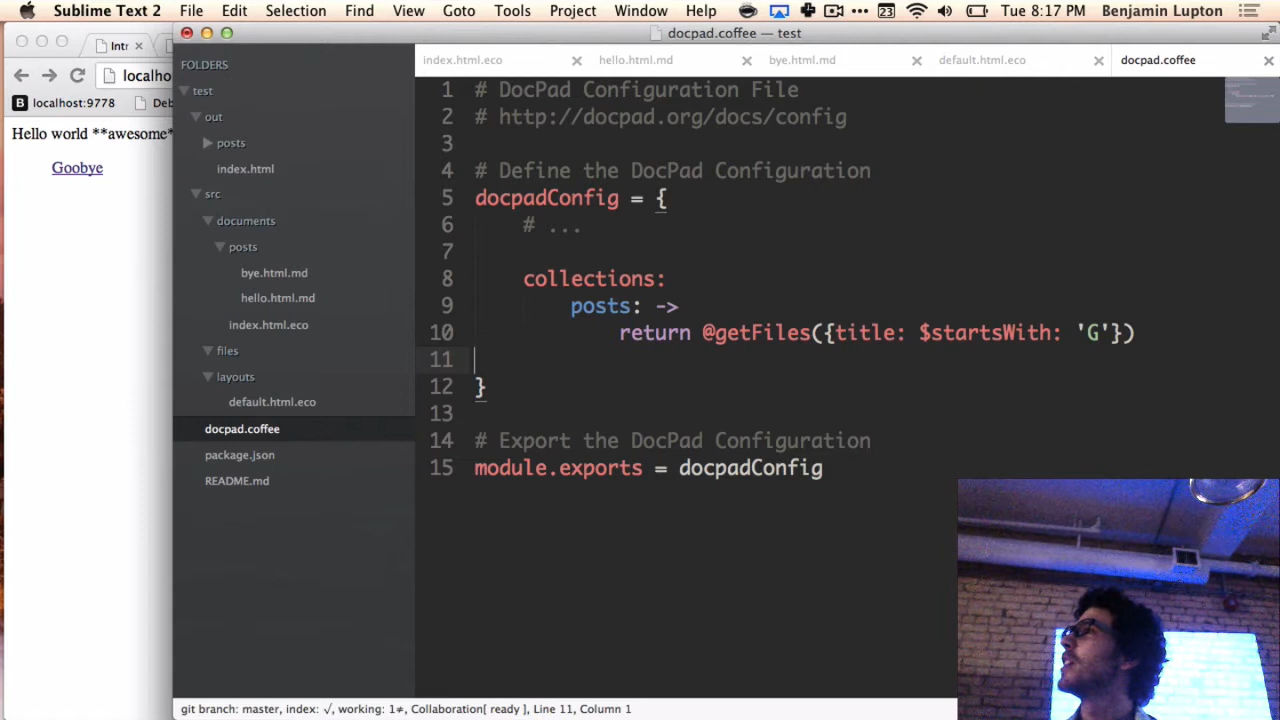 Sublime Text 2 File Edit Selection Find View Goto Tools Project Window Help 23 Tue 8:17 PM Benjamin Lupton
docpad.coffee — test
Intr
localho
B localhost:9778 Deb
Hello world **awesome*
Goobye
FOLDERS
test
out
posts
index.html
src
documents
posts
bye.html.md
hello.html.md
index.html.eco
files
layouts
default.html.eco
docpad.coffee
package.json
README.md
index.html.eco hello.html.md bye.html.md default.html.eco docpad.coffee
1 # DocPad Configuration File
2 # http://docpad.org/docs/config
3
4 # Define the DocPad Configuration
5 docpadConfig = {
6 # ...
7
8 collections:
9 posts: ->
10 return @getFiles({title: $startsWith: 'G'})
11
12 }
13
14 # Export the DocPad Configuration
15 module.exports = docpadConfig
git branch: master, index: √, working: 1≠, Collaboration[ ready ], Line 11, Column 1